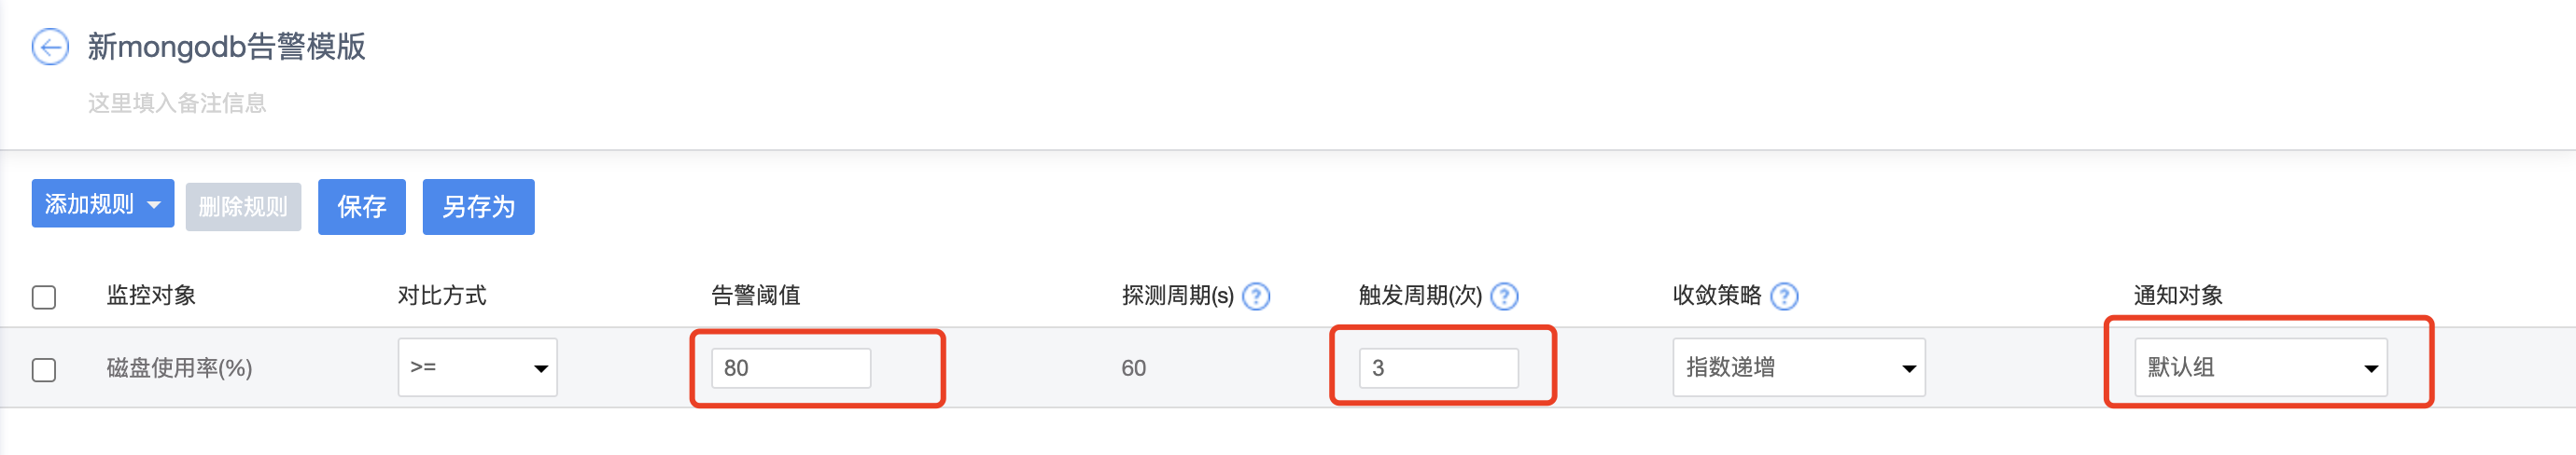 新mongodb告警模版
这里填入备注信息
添加规则 删除规则 保存 另存为
监控对象 对比方式 告警阈值 探测周期(s) ? 触发周期(次) ? 收敛策略 ? 通知对象
磁盘使用率(%) >= 80 60 3 指数递增 默认组